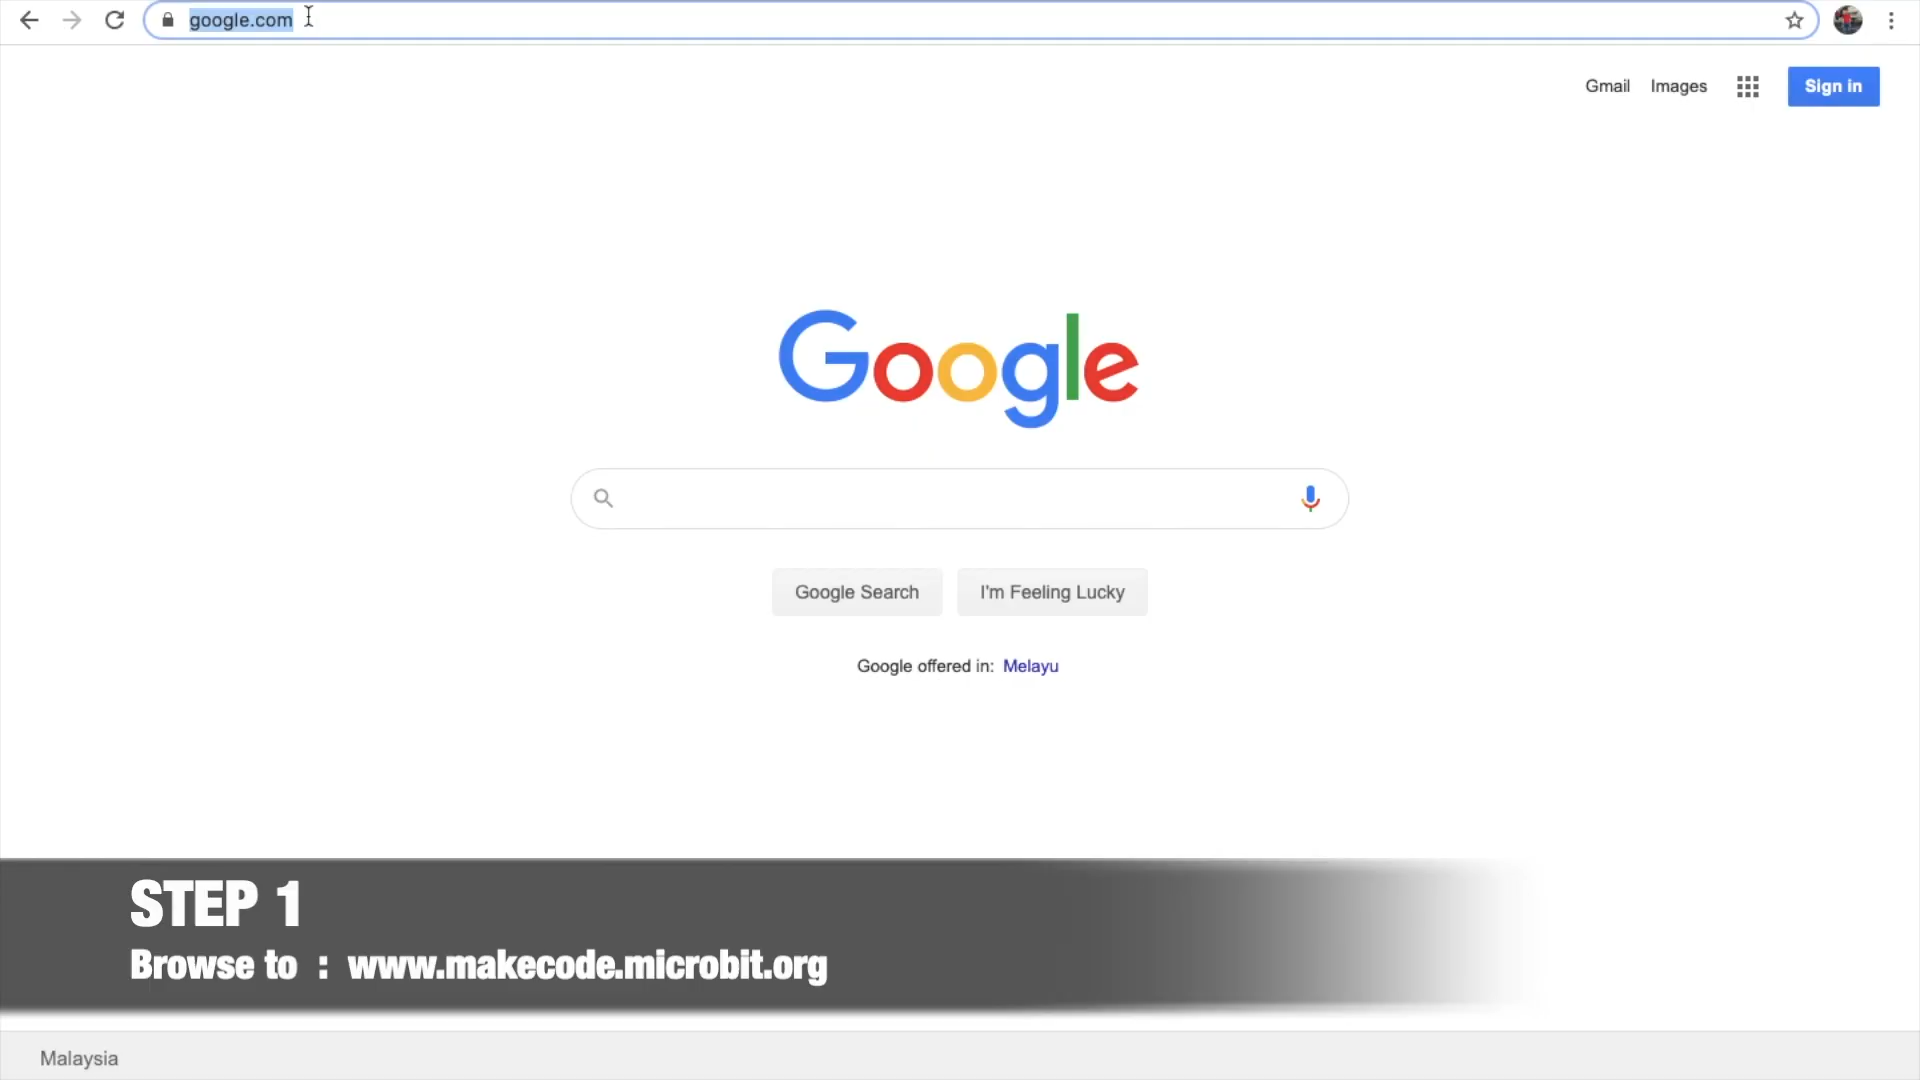 google.com
Gmail Images Sign in
Google
Google Search I'm Feeling Lucky
Google offered in: Melayu
STEP 1
Browse to : www.makecode.microbit.org
Malaysia